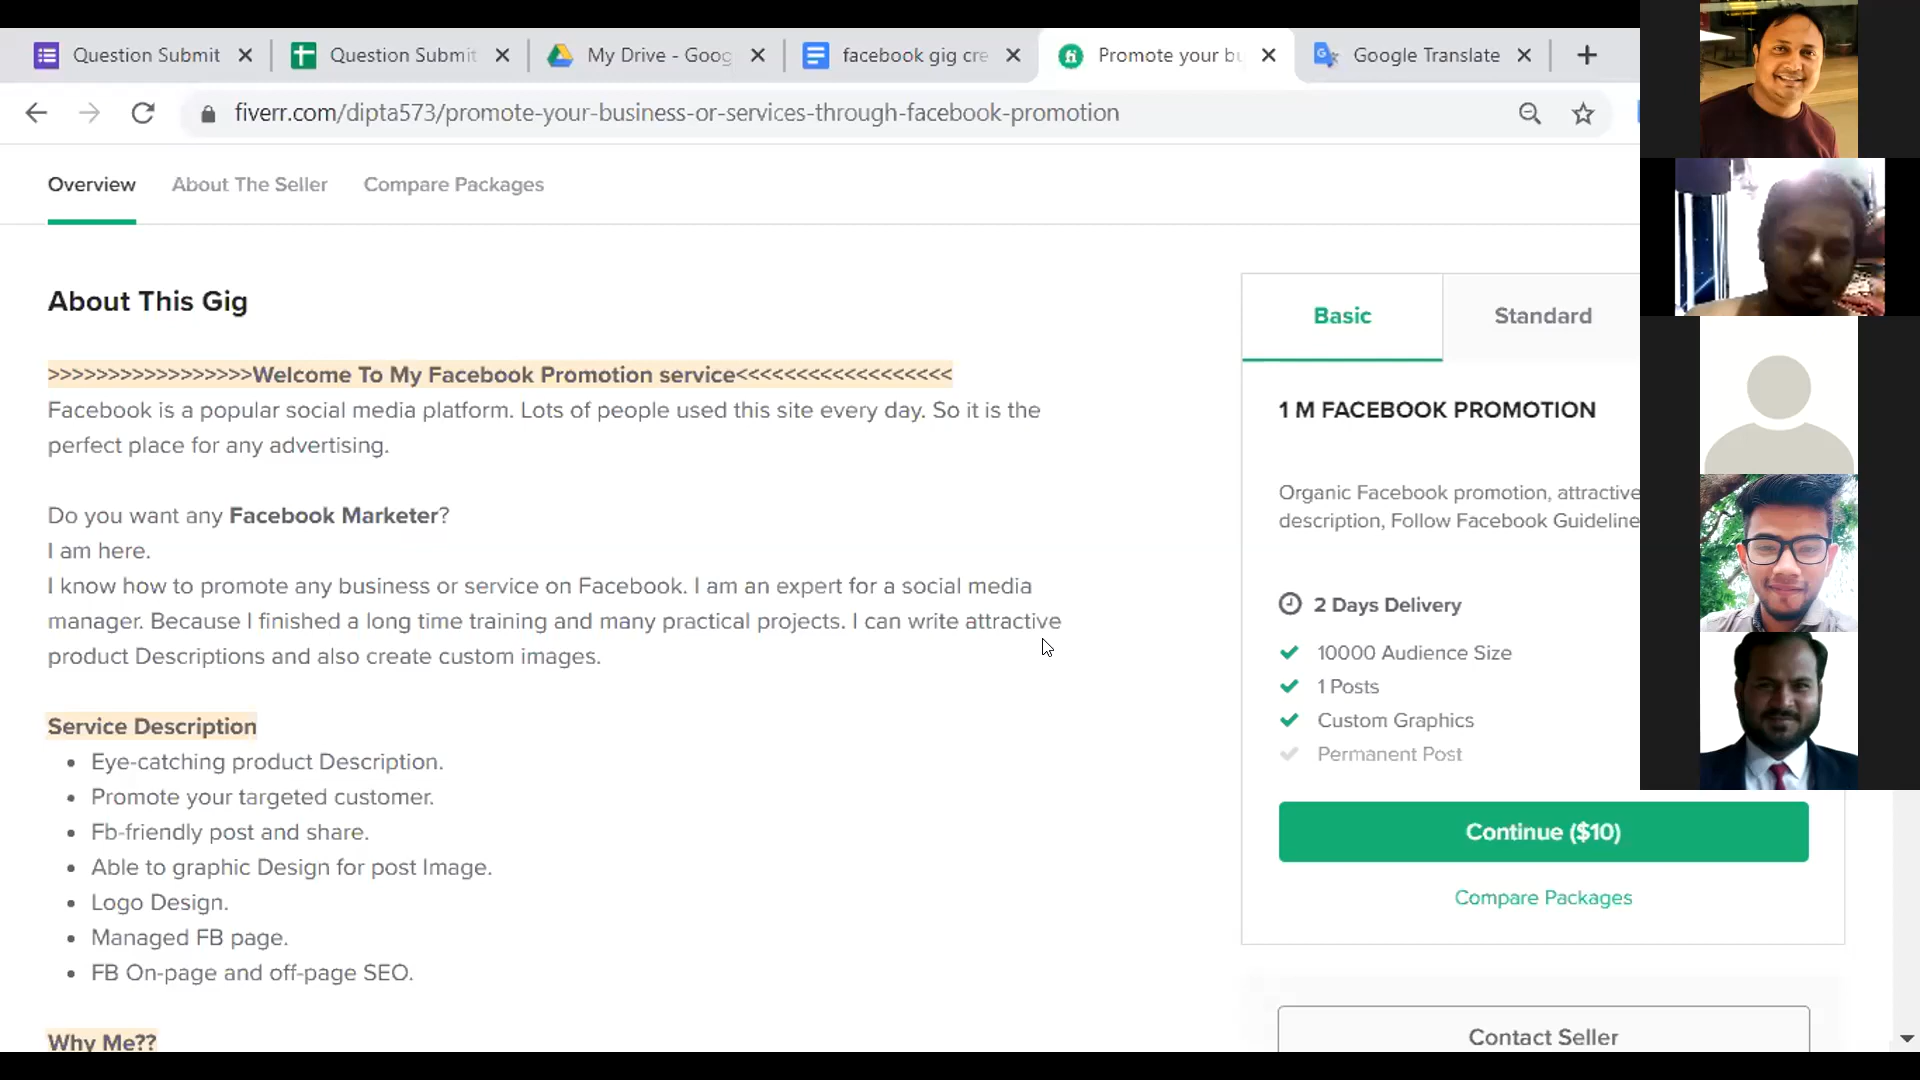 Question Submit
Question Submit
My Drive - Goog
facebook gig cre
Promote your bu
Google Translate
fiverr.com/dipta573/promote-your-business-or-services-through-facebook-promotion
Overview
About The Seller
Compare Packages
About This Gig
>>>>>>>>>>>>>>>>>Welcome To My Facebook Promotion service<<<<<<<<<<<<<<<<<<
Facebook is a popular social media platform. Lots of people used this site every day. So it is the
perfect place for any advertising.
Do you want any Facebook Marketer?
I am here.
I know how to promote any business or service on Facebook. I am an expert for a social media
manager. Because I finished a long time training and many practical projects. I can write attractive
product Descriptions and also create custom images.
Service Description
Eye-catching product Description.
Promote your targeted customer.
Fb-friendly post and share.
Able to graphic Design for post Image.
Logo Design.
Managed FB page.
FB On-page and off-page SEO.
Why Me??
Basic
Standard
1 M FACEBOOK PROMOTION
Organic Facebook promotion, attractive
description, Follow Facebook Guideline
2 Days Delivery
10000 Audience Size
1 Posts
Custom Graphics
Permanent Post
Continue ($10)
Compare Packages
Contact Seller